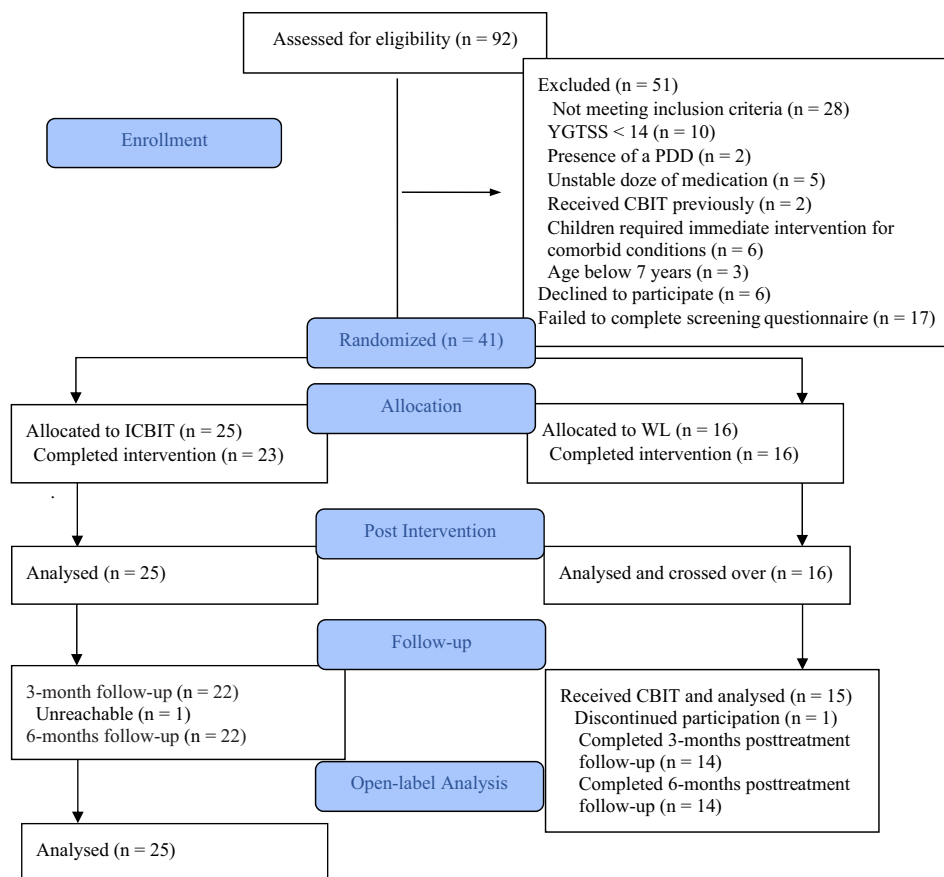 Assessed for eligibility (n = 92)
Excluded (n = 51)
Not meeting inclusion criteria (n = 28)
YGTSS < 14 (n = 10)
Presence of a PDD (n = 2)
Unstable doze of medication (n = 5)
Received CBIT previously (n = 2)
Children required immediate intervention for
comorbid conditions (n = 6)
Age below 7 years (n = 3)
Declined to participate (n = 6)
Failed to complete screening questionnaire (n = 17)
Enrollment
Randomized (n = 41)
Allocation
Allocated to ICBIT (n = 25)
Completed intervention (n = 23)
Allocated to WL (n = 16)
Completed intervention (n = 16)
Post Intervention
Analysed (n = 25)
Analysed and crossed over (n = 16)
Follow-up
3-month follow-up (n = 22)
Unreachable (n = 1)
6-months follow-up (n = 22)
Received CBIT and analysed (n = 15)
Discontinued participation (n = 1)
Completed 3-months posttreatment
follow-up (n = 14)
Completed 6-months posttreatment
follow-up (n = 14)
Open-label Analysis
Analysed (n = 25)